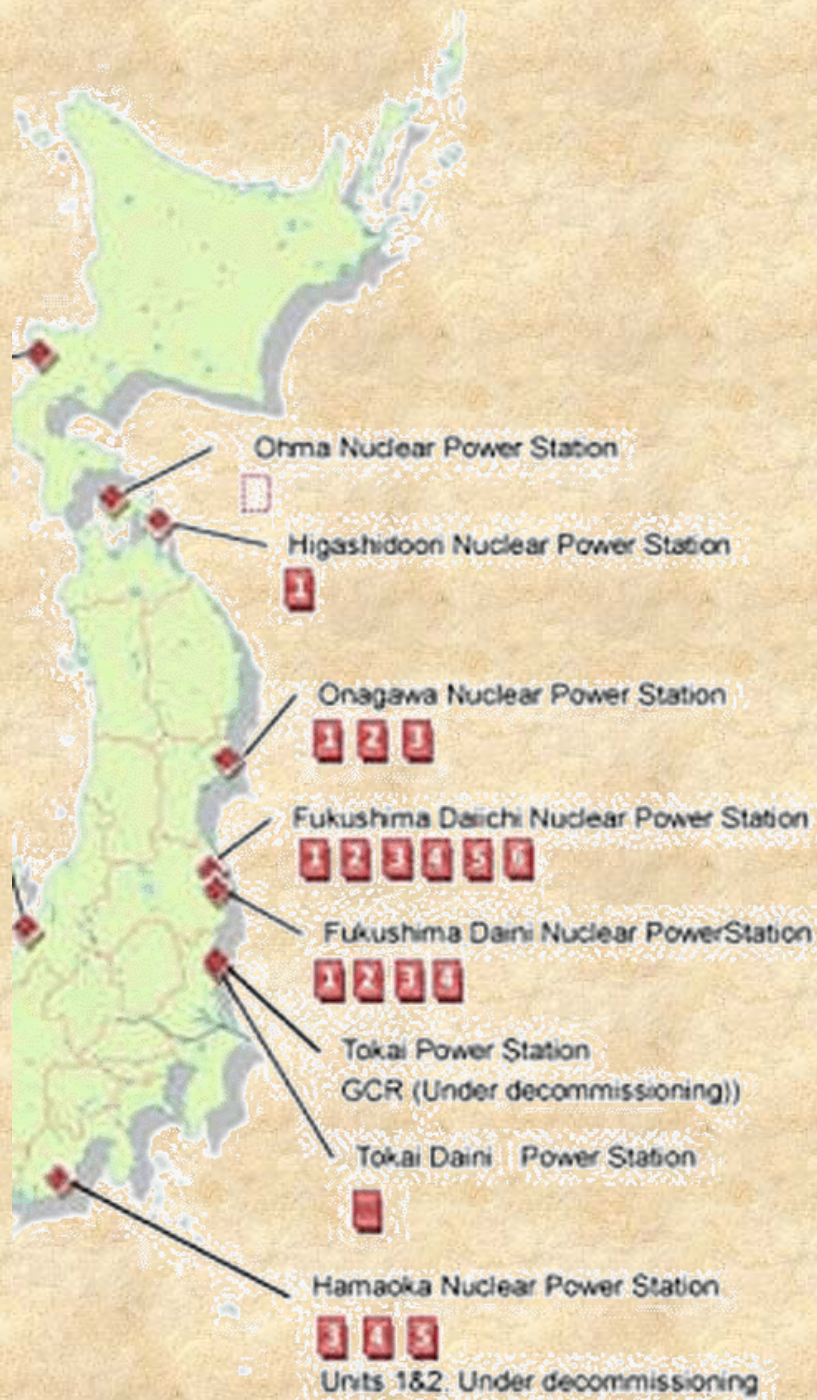 Ohma Nuclear Power Station
Higashidoori Nuclear Power Station
1
Onagawa Nuclear Power Station
1 2 3
Fukushima Daiichi Nuclear Power Station
1 2 3 4 5 6
Fukushima Daini Nuclear PowerStation
1 2 3 4
Tokai Power Station
GCR (Under decommissioning))
Tokai Daini Power Station
Hamaoka Nuclear Power Station
3 4 5
Units 1&2. Under decommissioning